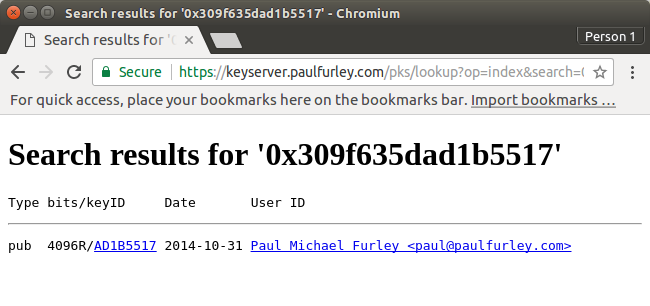 Search results for '0x309f635dad1b5517' - Chromium
Search results for '0 Person 1
Secure https://keyserver.paulfurley.com/pks/lookup?op=index&search=0
For quick access, place your bookmarks here on the bookmarks bar. Import bookmarks ...
Search results for '0x309f635dad1b5517'
Type bits/keyID Date User ID
pub 4096R/AD1B5517 2014-10-31 Paul Michael Furley <paul@paulfurley.com>